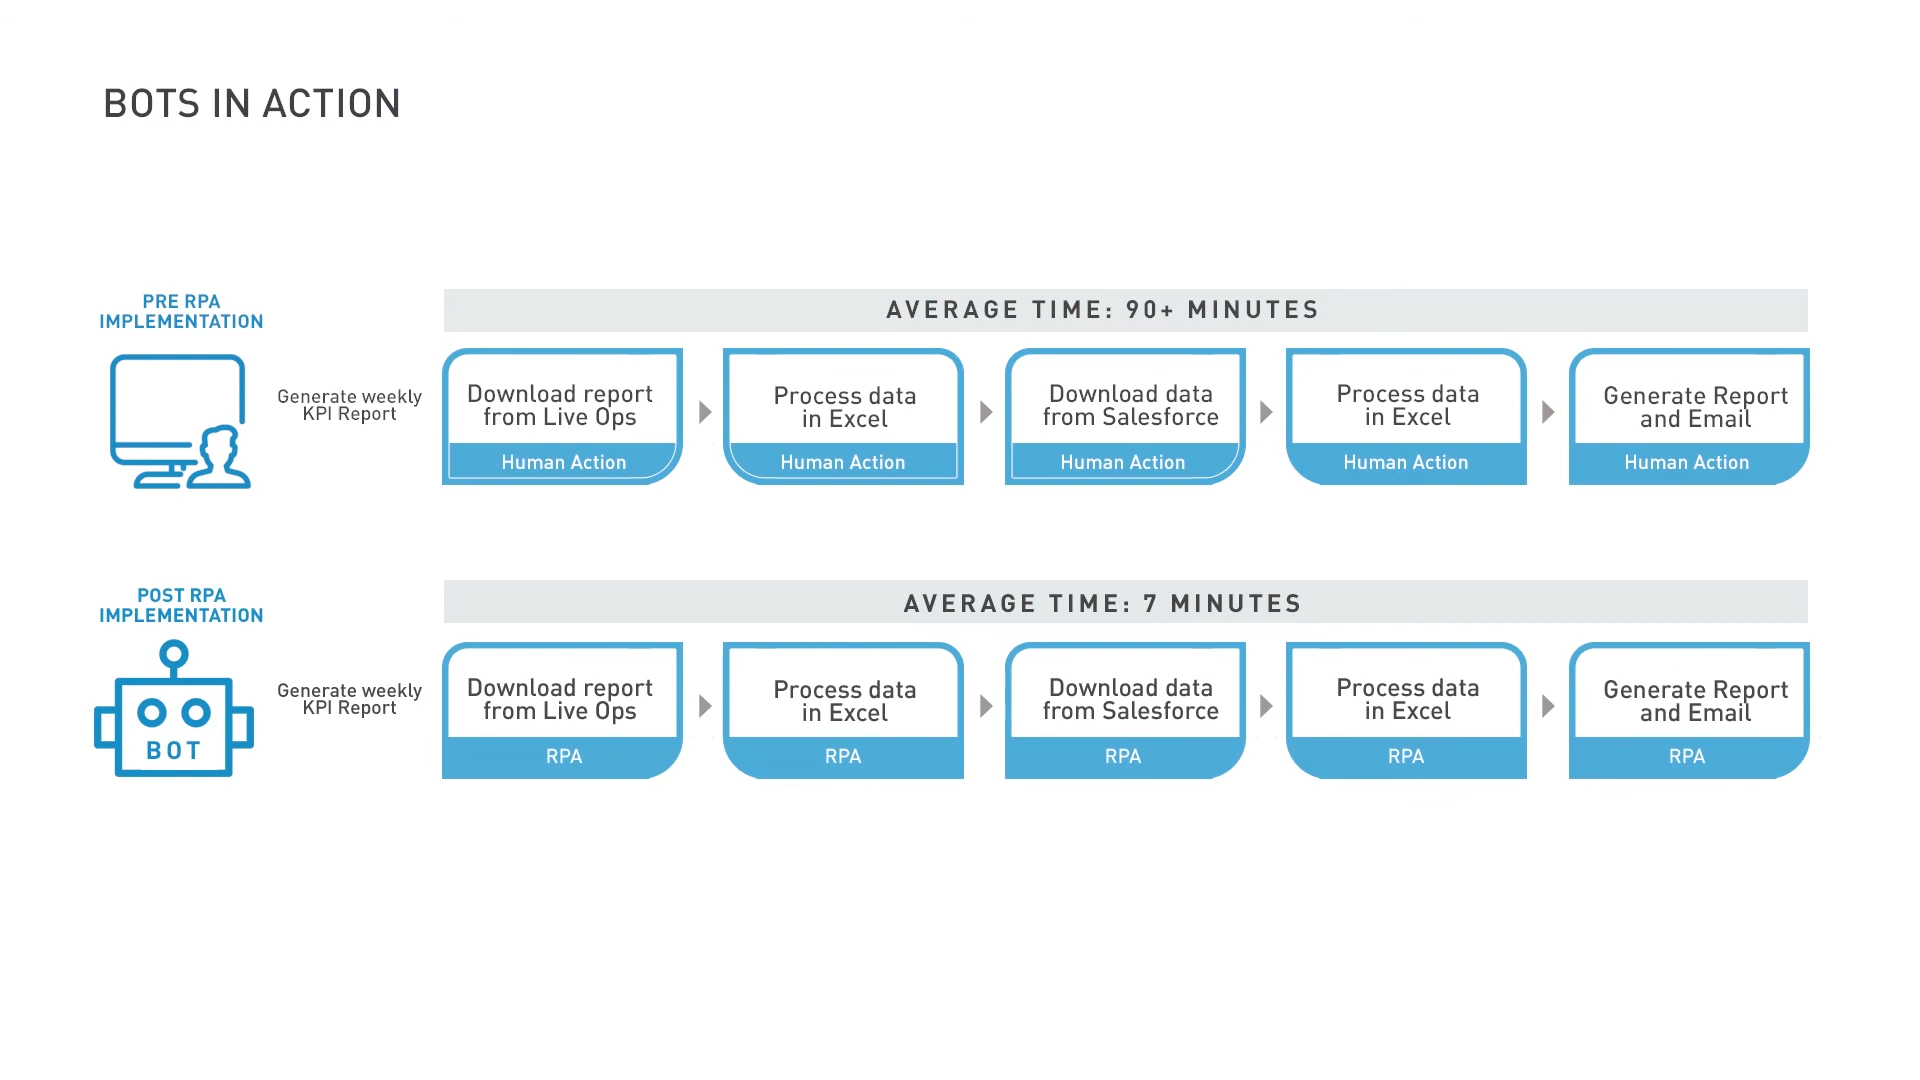 BOTS IN ACTION
PRE RPA
IMPLEMENTATION
AVERAGE TIME: 90+ MINUTES
Generate weekly
KPI Report
Download report
from Live Ops
Human Action
Process data
in Excel
Human Action
Download data
from Salesforce
Human Action
Process data
in Excel
Human Action
Generate Report
and Email
Human Action
POST RPA
IMPLEMENTATION
AVERAGE TIME: 7 MINUTES
BOT
Generate weekly
KPI Report
Download report
from Live Ops
RPA
Process data
in Excel
RPA
Download data
from Salesforce
RPA
Process data
in Excel
RPA
Generate Report
and Email
RPA